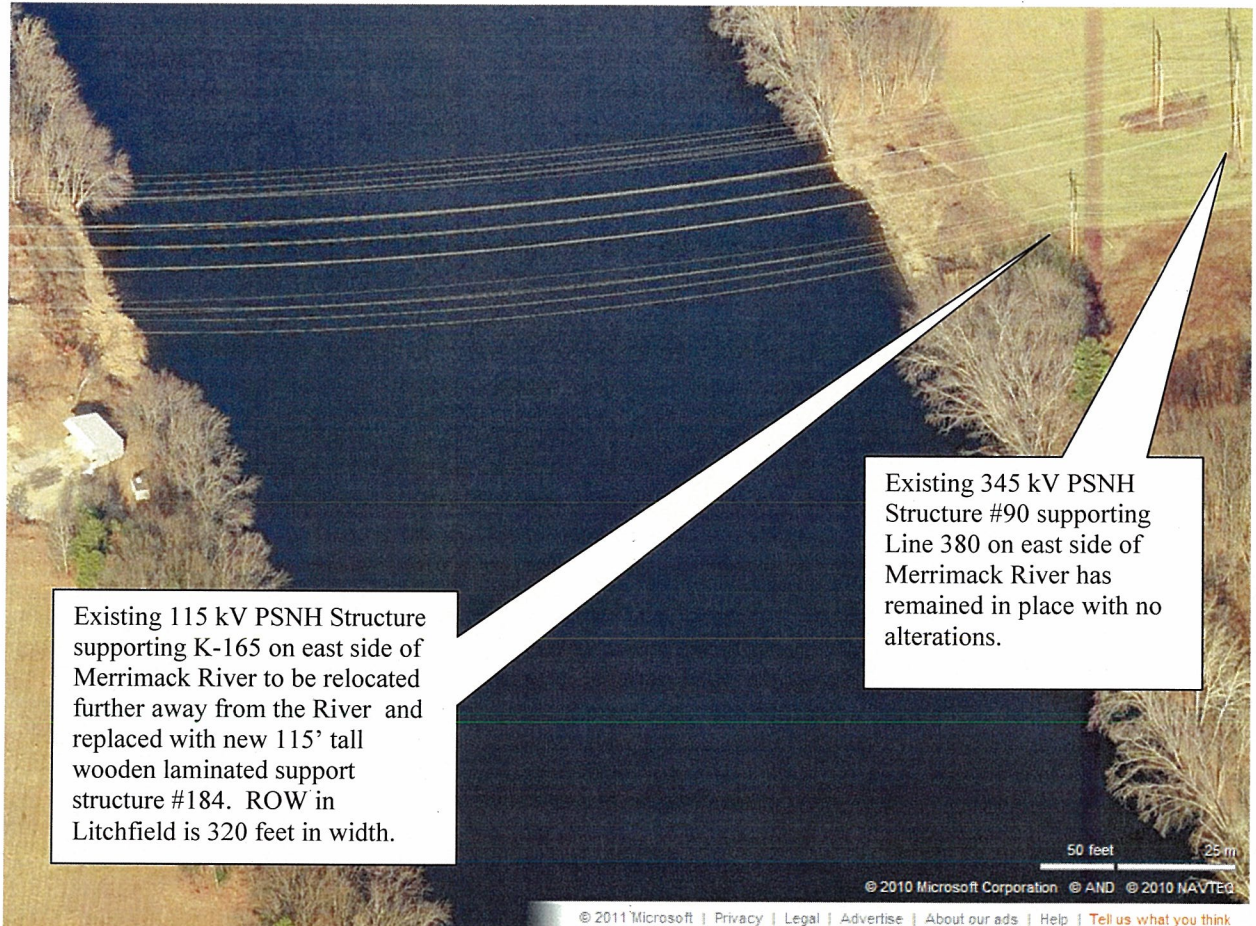 Existing 345 kV PSNH
Structure #90 supporting
Line 380 on east side of
Merrimack River has
remained in place with no
alterations.
Existing 115 kV PSNH Structure
supporting K-165 on east side of
Merrimack River to be relocated
further away from the River and
replaced with new 115’ tall
wooden laminated support
structure #184. ROW in
Litchfield is 320 feet in width.
50 feet 25 m
© 2010 Microsoft Corporation © AND © 2010 NAVTEQ
© 2011 Microsoft | Privacy | Legal | Advertise | About our ads | Help | Tell us what you think